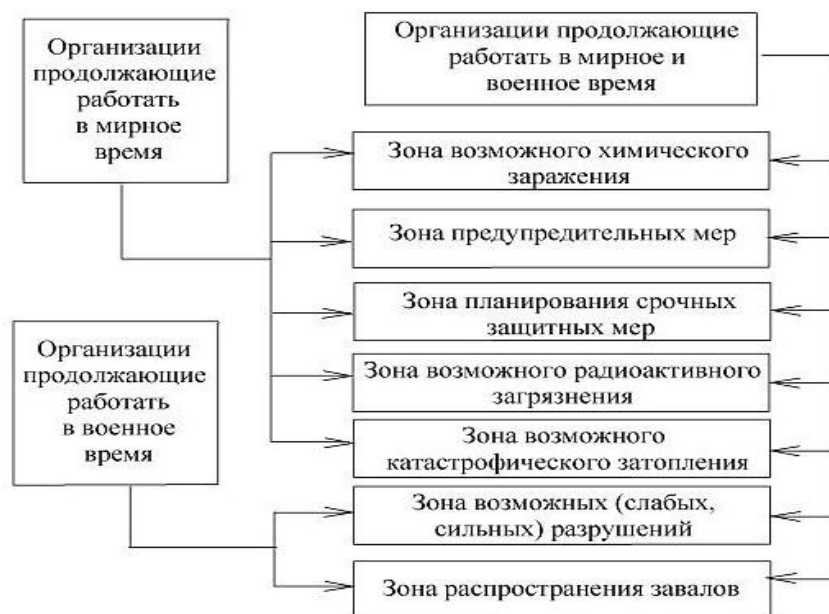 Организации
продолжающие
работать
в мирное
время
Организации продолжающие
работать в мирное и
военное время
Зона возможного химического
заражения
Зона предупредительных мер
Зона планирования срочных
защитных мер
Зона возможного радиоактивного
загрязнения
Зона возможного
катастрофического затопления
Организации
продолжающие
работать
в военное
время
Зона возможных (слабых,
сильных) разрушений
Зона распространения завалов